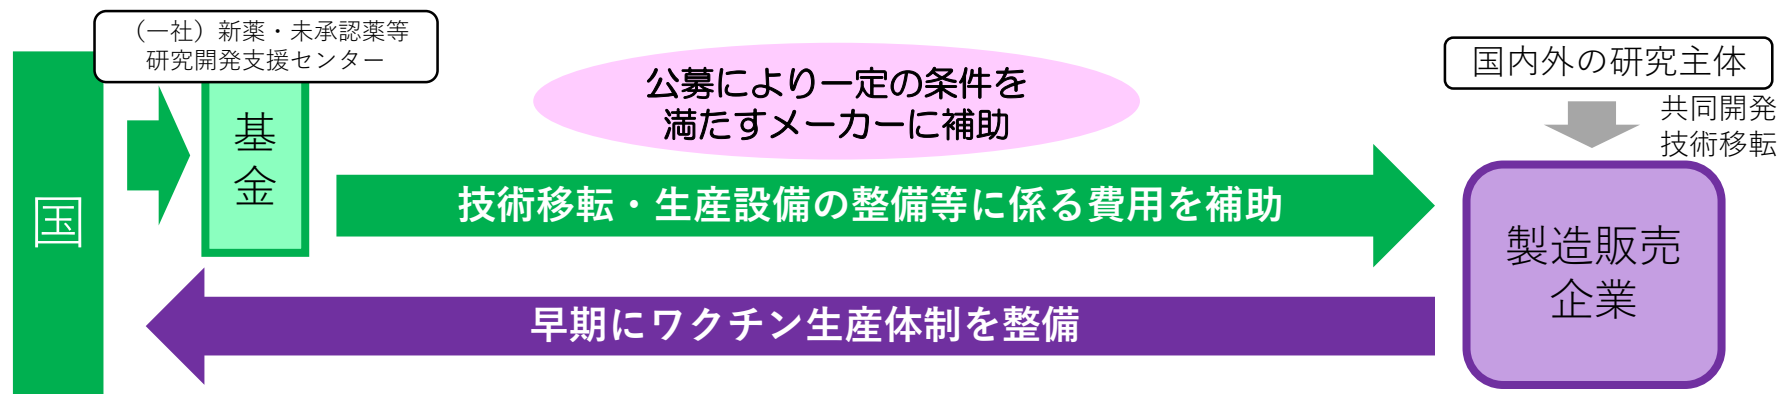 （一社）新薬・未承認薬等
研究開発支援センター
国
基
金
公募により一定の条件を
満たすメーカーに補助
技術移転・生産設備の整備等に係る費用を補助
早期にワクチン生産体制を整備
国内外の研究主体
共同開発
技術移転
製造販売
企業